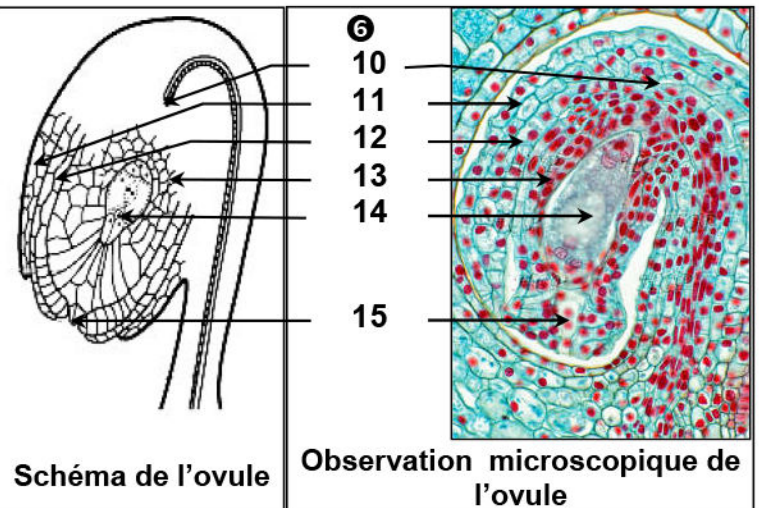 ❻
10
11
12
13
14
15
Schéma de l'ovule
Observation microscopique de
l'ovule